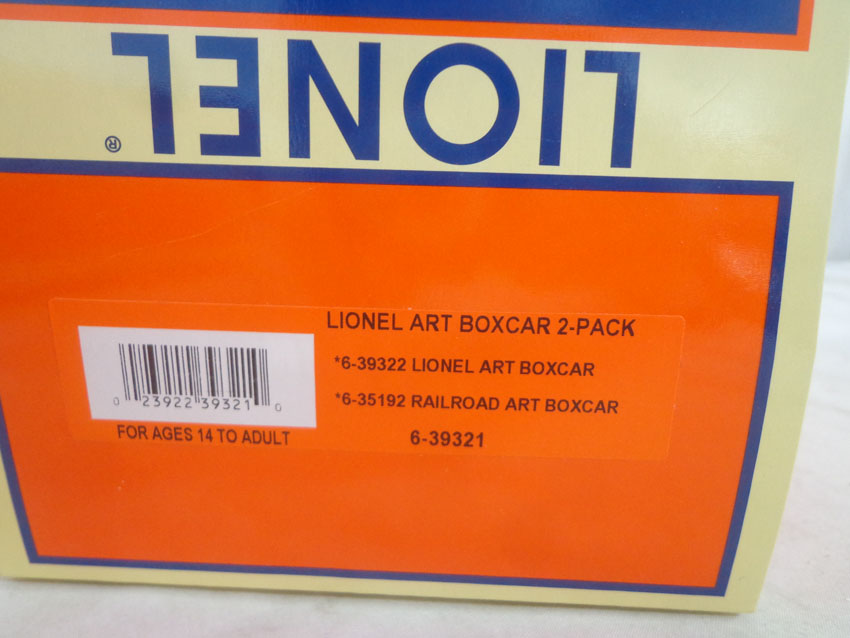 LIONEL®
LIONEL ART BOXCAR 2-PACK
*6-39322 LIONEL ART BOXCAR
*6-35192 RAILROAD ART BOXCAR
6-39321
0 23922 39321 0
FOR AGES 14 TO ADULT